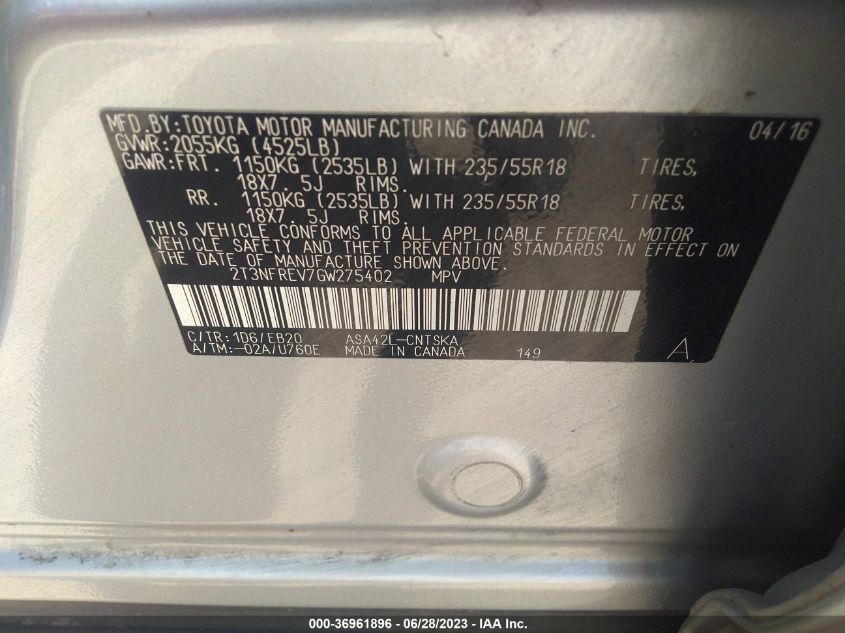 MFD.BY:TOYOTA MOTOR MANUFACTURING CANADA INC. 04/16
GVWR:2055KG (4525LB)
GAWR:FRT. 1150KG (2535LB) WITH 235/55R18 TIRES,
18X7. 5J RIMS.
RR. 1150KG (2535LB) WITH 235/55R18 TIRES,
18X7. 5J RIMS.
THIS VEHICLE CONFORMS TO ALL APPLICABLE FEDERAL MOTOR
VEHICLE SAFETY AND THEFT PREVENTION STANDARDS IN EFFECT ON
THE DATE OF MANUFACTURE SHOWN ABOVE.
2T3NFREV7GW275402 MPV
C/TR:1D6/EB20 ASA42L-CNTSKA
A/TM:-02A/U760E MADE IN CANADA 149 A
000-36961896 - 06/28/2023 - IAA Inc.